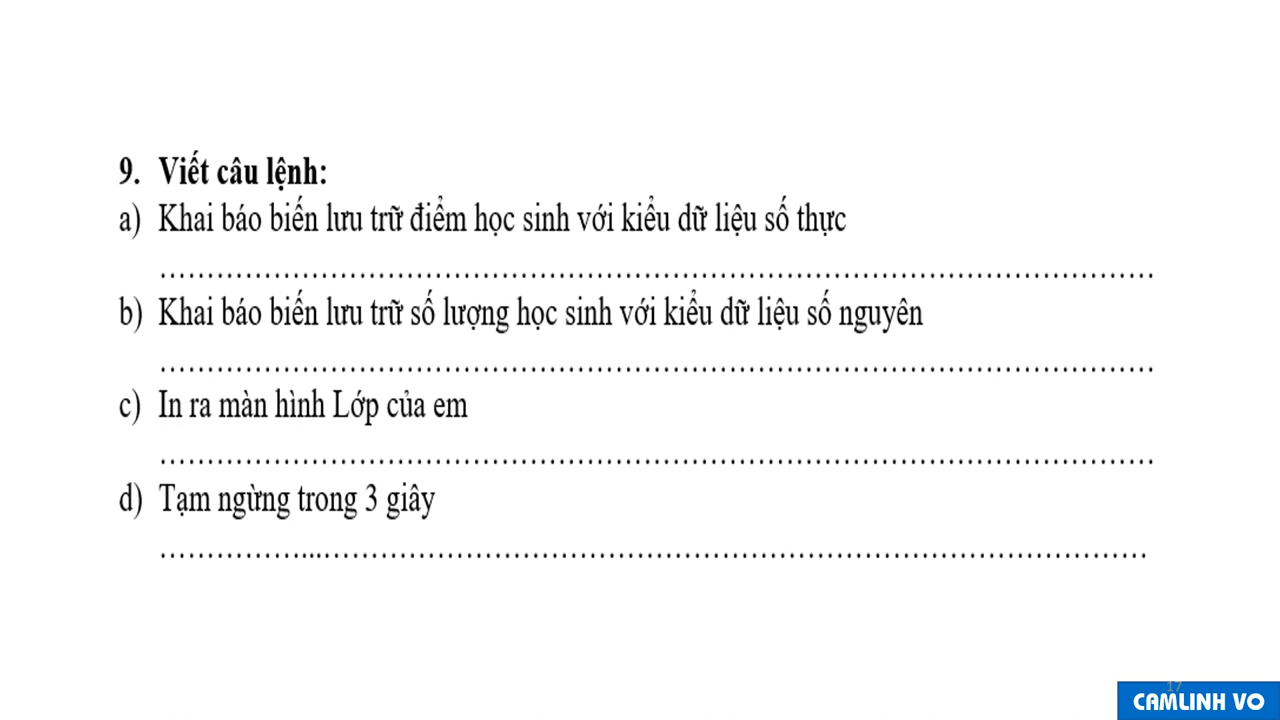 9. Viết câu lệnh:
a) Khai báo biến lưu trữ điểm học sinh với kiểu dữ liệu số thực
……………………………………………………………………………………………
b) Khai báo biến lưu trữ số lượng học sinh với kiểu dữ liệu số nguyên
……………………………………………………………………………………………
c) In ra màn hình Lớp của em
……………………………………………………………………………………………
d) Tạm ngừng trong 3 giây
……………...……………………………………………………………………………
17
CAMLINH VO